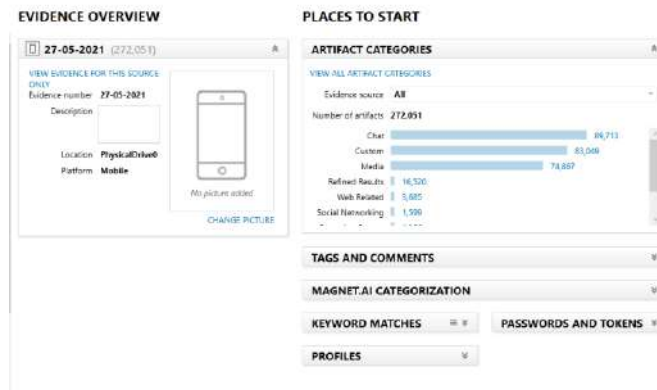 EVIDENCE OVERVIEW
27-05-2021 (272,051)
VIEW EVIDENCE FOR THIS SOURCE
ONLY
Evidence number 27-05-2021
Description
Location PhysicalDrive0
Platform Mobile
No picture added
CHANGE PICTURE
PLACES TO START
ARTIFACT CATEGORIES
VIEW ALL ARTIFACT CATEGORIES
Evidence source All
Number of artifacts 272,051
Chat 89,713
Custom 83,049
Media 74,887
Refined Results 16,520
Web Related 3,685
Social Networking 1,599
TAGS AND COMMENTS
MAGNET.AI CATEGORIZATION
KEYWORD MATCHES
PASSWORDS AND TOKENS
PROFILES